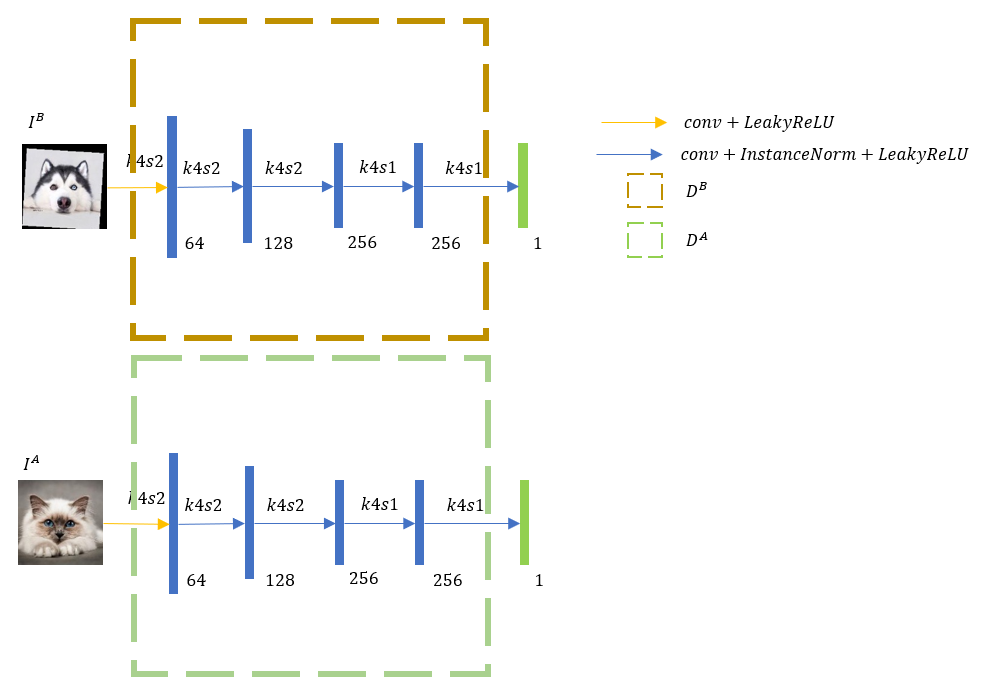 I^B
k4s2
k4s2
k4s2
k4s1
k4s1
64
128
256
256
1
conv + LeakyReLU
conv + InstanceNorm + LeakyReLU
D^B
D^A
I^A
k4s2
k4s2
k4s2
k4s1
k4s1
64
128
256
256
1